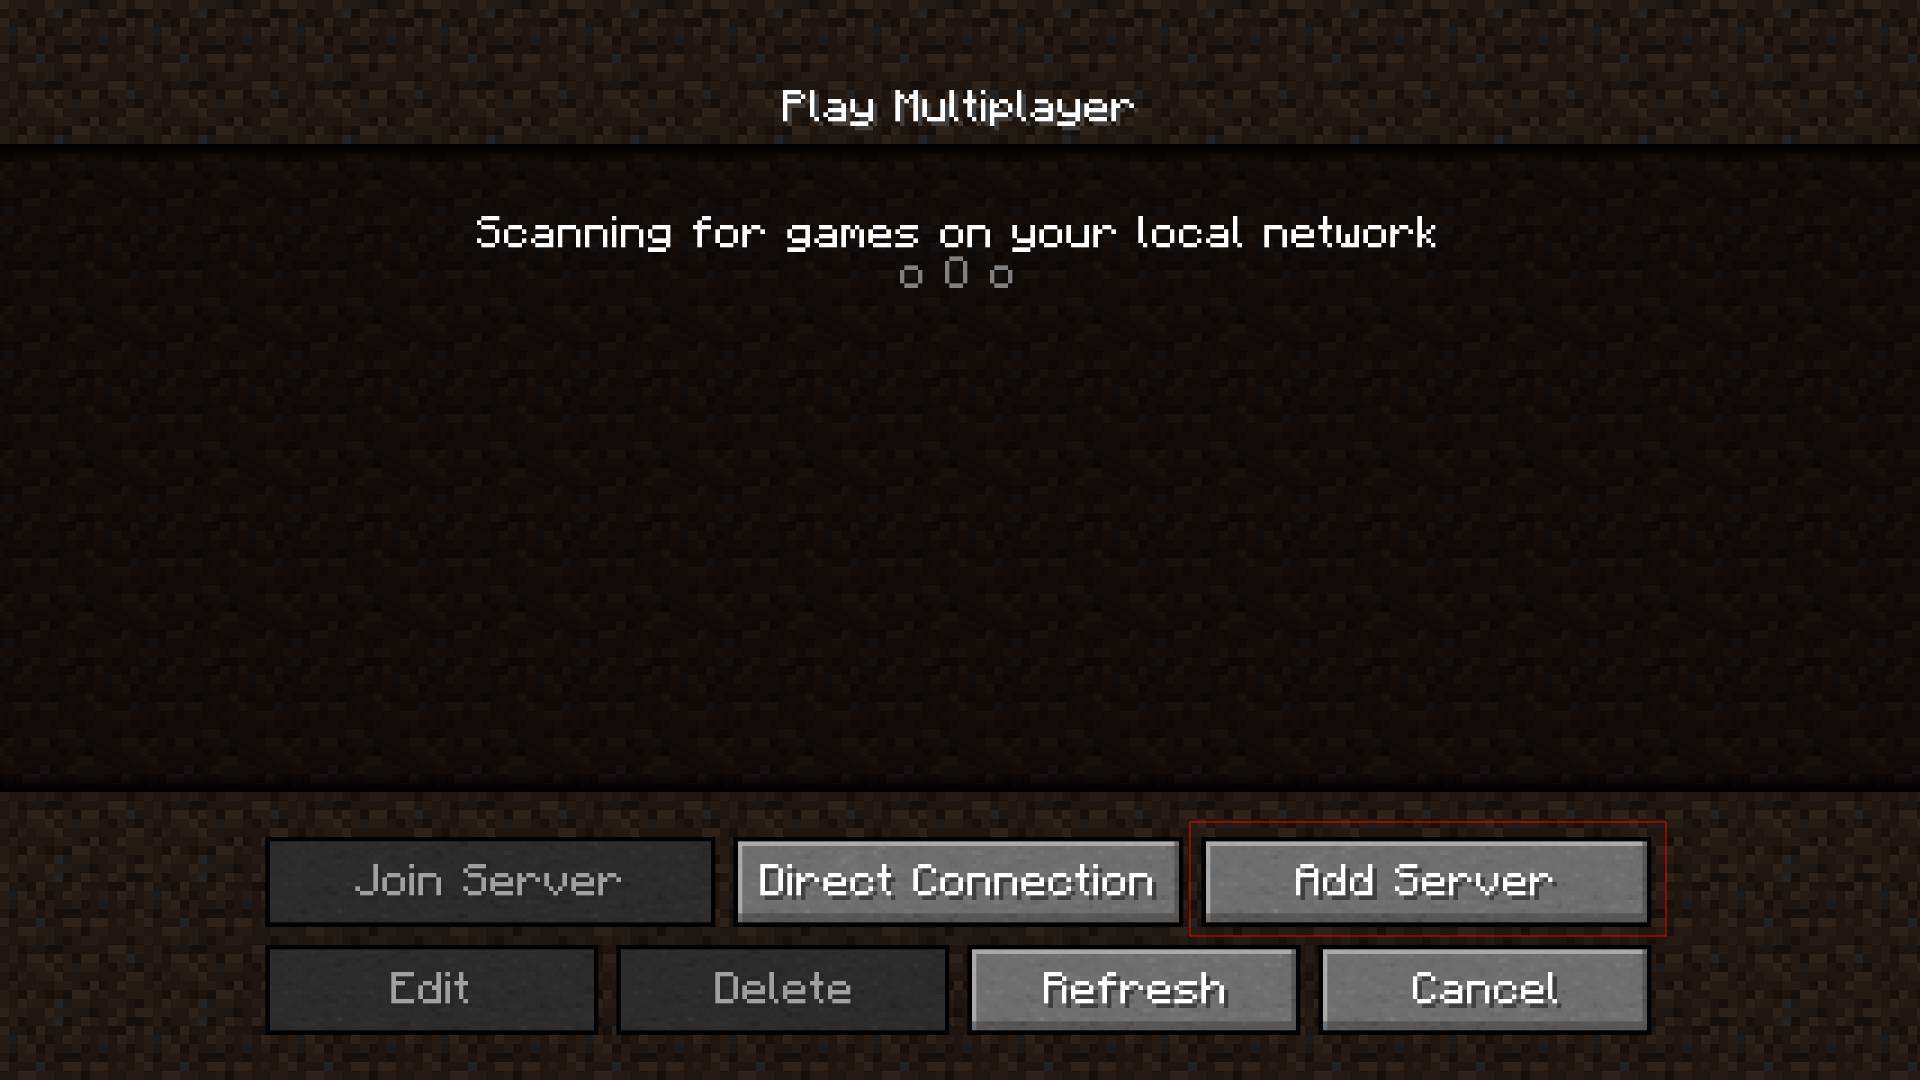 Play Multiplayer
Scanning for games on your local network
o O o
Join Server
Direct Connection
Add Server
Edit
Delete
Refresh
Cancel